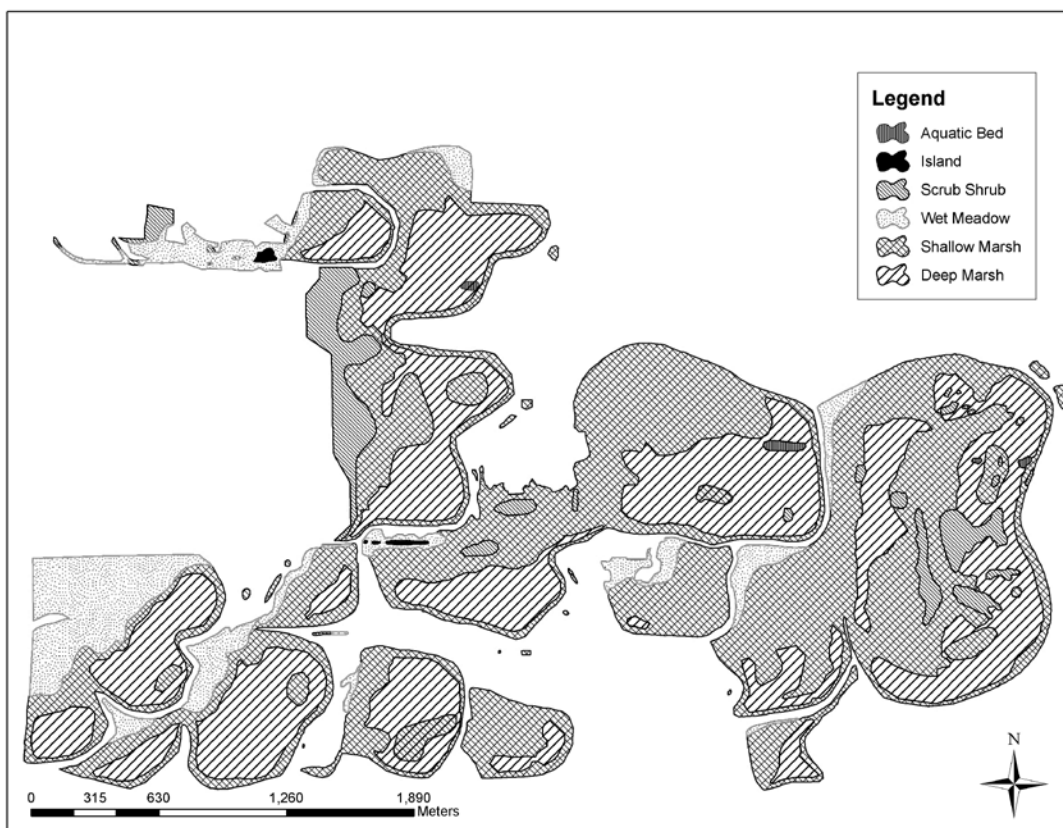 Legend
Aquatic Bed
Island
Scrub Shrub
Wet Meadow
Shallow Marsh
Deep Marsh
N
0 315 630 1,260 1,890
Meters